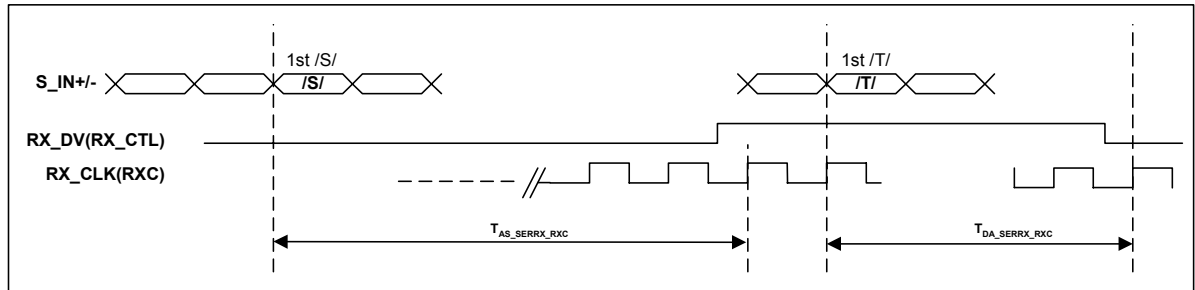 1st /S/
1st /T/
S_IN+/-
/S/
/T/
RX_DV(RX_CTL)
RX_CLK(RXC)
TAS_SERRX_RXC
TDA_SERRX_RXC